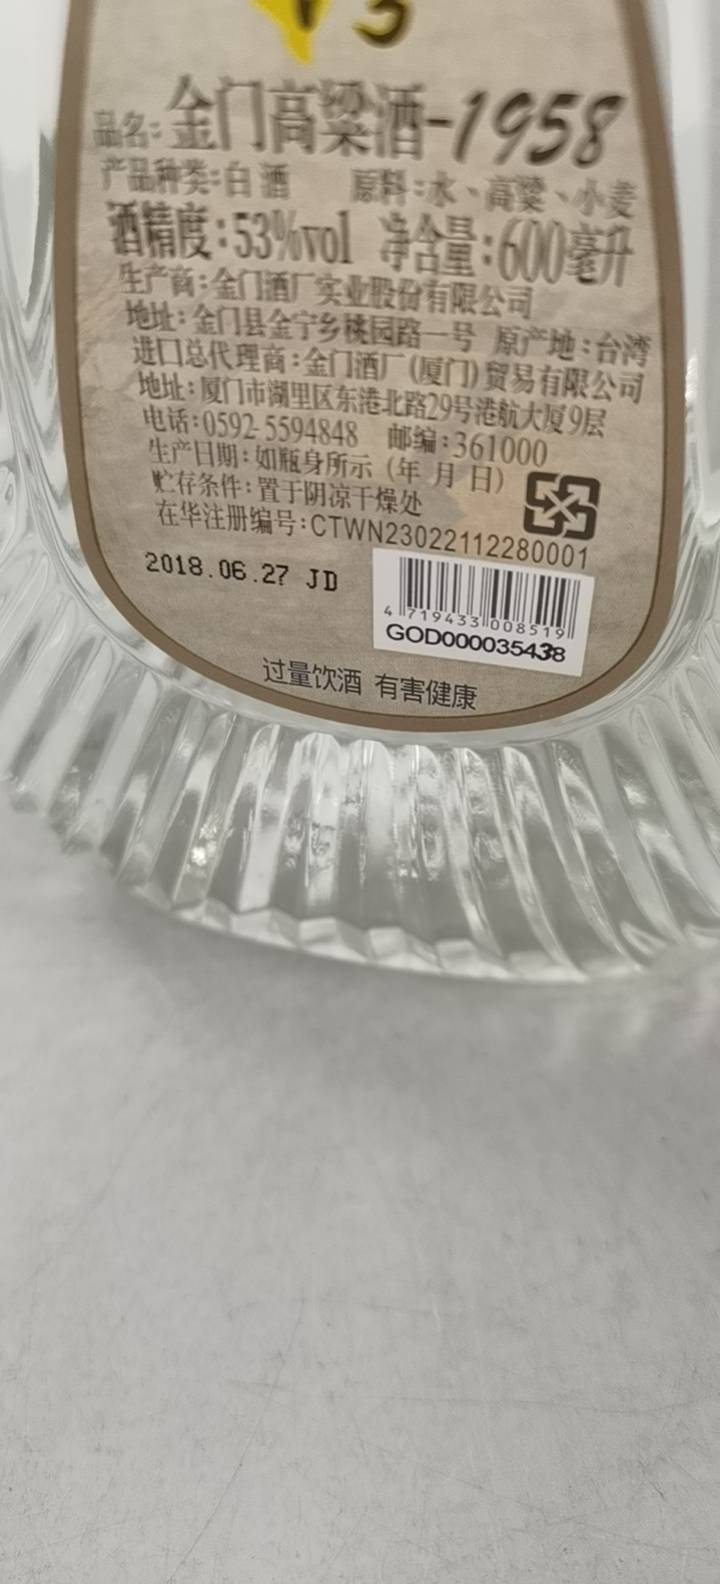 品名:金门高粱酒-1958
产品种类:白酒 原料:水、高粱、小麦
酒精度:53%vol 净含量:600毫升
生产商:金门酒厂实业股份有限公司
地址:金门县金宁乡桃园路一号 原产地:台湾
进口总代理商:金门酒厂(厦门)贸易有限公司
地址:厦门市湖里区东港北路29号港航大厦9层
电话:0592-5594848 邮编:361000
生产日期:如瓶身所示(年 月 日)
贮存条件:置于阴凉干燥处
在华注册编号:CTWN23022112280001
2018.06.27 JD
4 719433 008519
GOD000035438
过量饮酒 有害健康